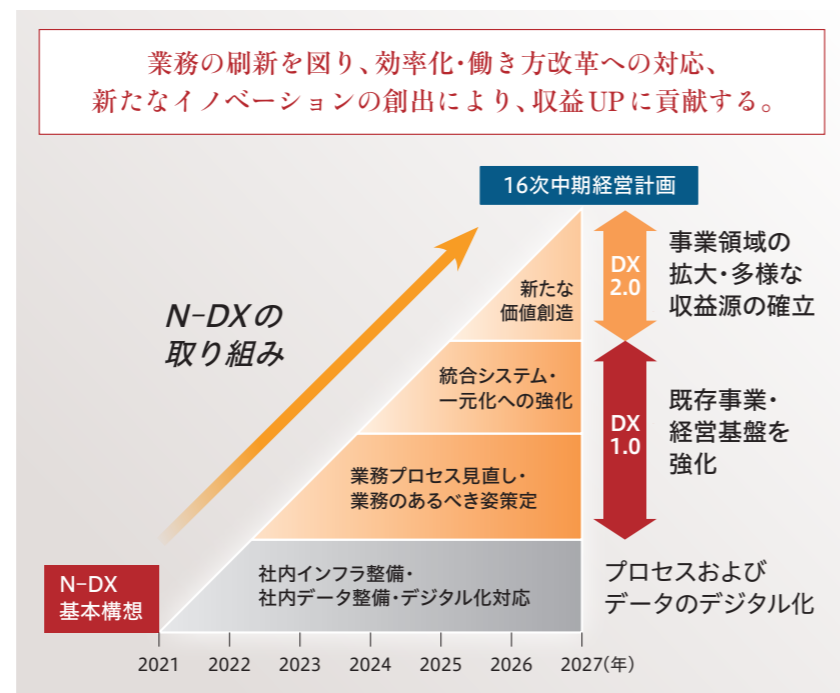 業務の刷新を図り、効率化・働き方改革への対応、
新たなイノベーションの創出により、収益UPに貢献する。
16次中期経営計画
N-DXの
取り組み
新たな
価値創造
統合システム・
一元化への強化
業務プロセス見直し・
業務のあるべき姿策定
社内インフラ整備・
社内データ整備・デジタル化対応
DX
2.0
事業領域の
拡大・多様な
収益源の確立
DX
1.0
既存事業・
経営基盤を
強化
プロセスおよび
データのデジタル化
N-DX
基本構想
2021 2022 2023 2024 2025 2026 2027(年)